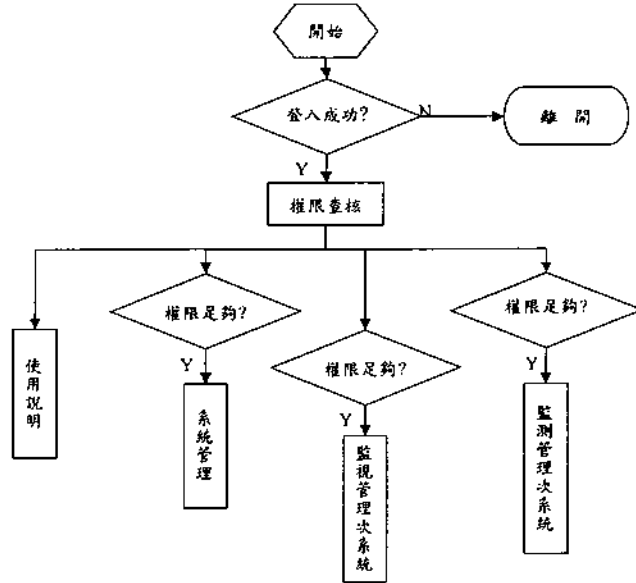 開始
登入成功?
N
離 開
Y
權限查核
權限足夠?
權限足夠?
權限足夠?
Y
Y
Y
使用說明
系統管理
監視管理次系統
監測管理次系統